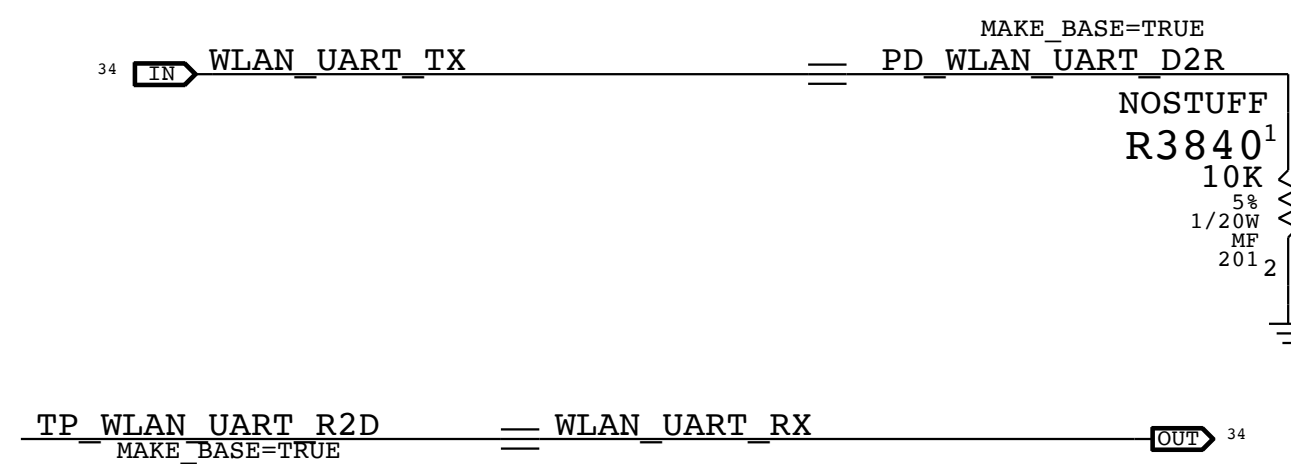 MAKE_BASE=TRUE
34 IN WLAN_UART_TX PD_WLAN_UART_D2R
NOSTUFF
R3840 1
10K
5%
1/20W
MF
201 2
TP_WLAN_UART_R2D WLAN_UART_RX OUT 34
MAKE_BASE=TRUE